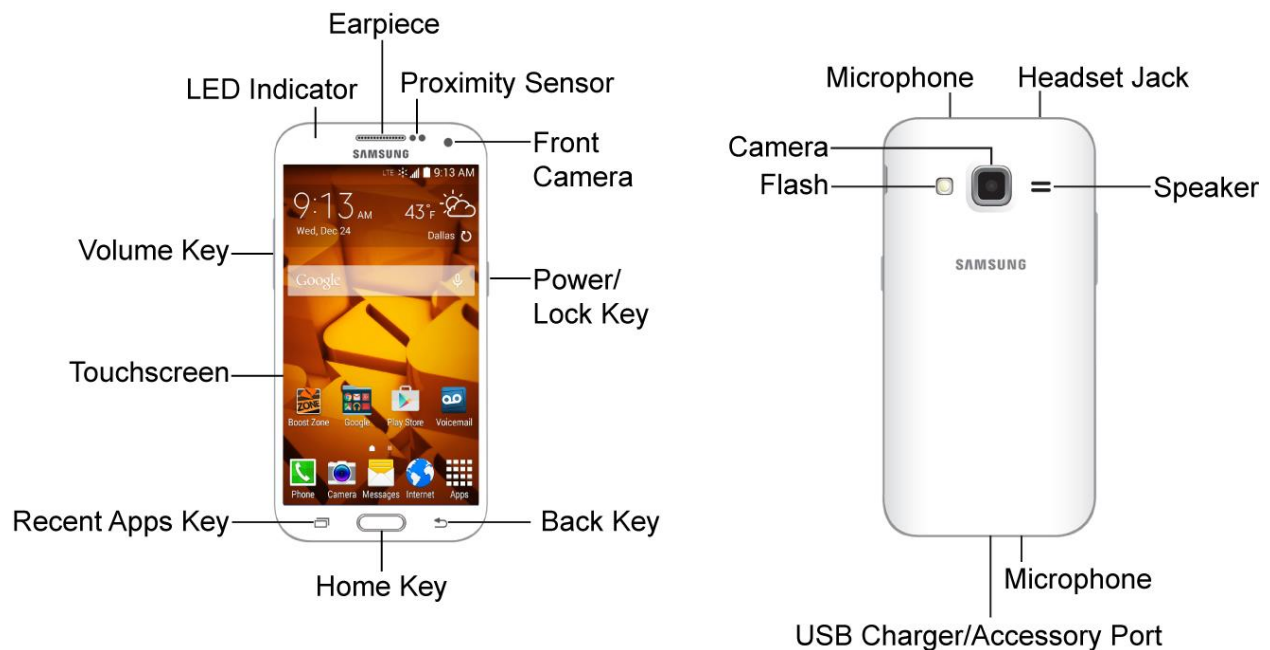 Earpiece
LED Indicator
Proximity Sensor
Front
Camera
SAMSUNG
LTE 9:13 AM
9:13 AM
43°F
Wed, Dec 24
Dallas
Google
Volume Key
Power/
Lock Key
Touchscreen
ZONE
Boost Zone Google Play Store Voicemail
Phone Camera Messages Internet Apps
Recent Apps Key
Back Key
Home Key
Microphone
Headset Jack
Camera
Flash
Speaker
SAMSUNG
Microphone
USB Charger/Accessory Port